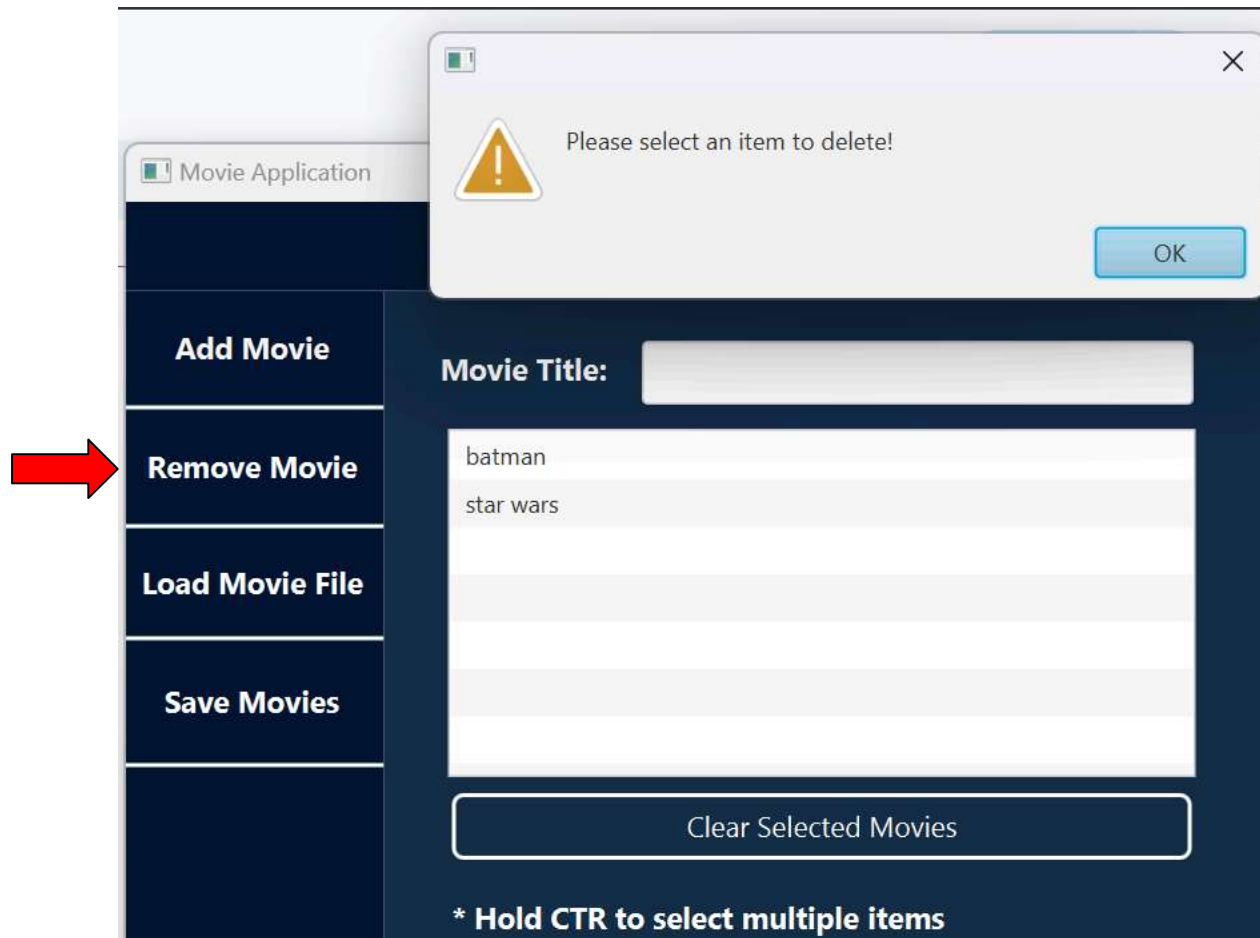 Please select an item to delete!
OK
Movie Application
Add Movie
Remove Movie
Load Movie File
Save Movies
Movie Title:
batman
star wars
Clear Selected Movies
* Hold CTR to select multiple items